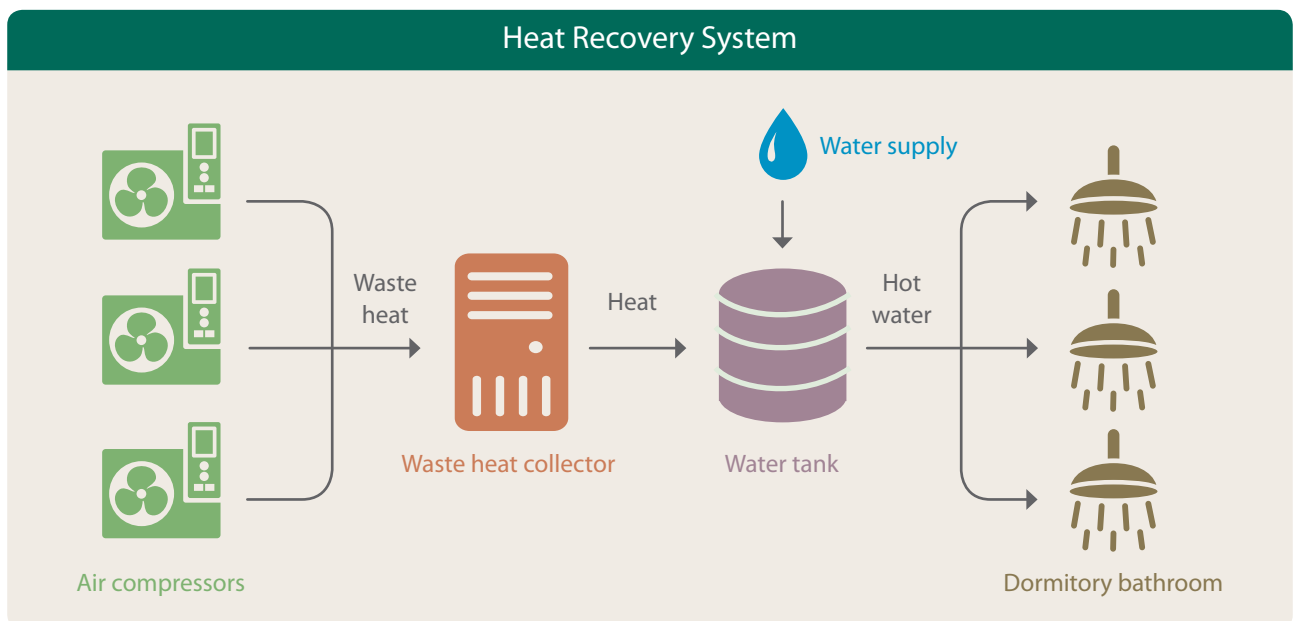 Heat Recovery System
Water supply
Waste
heat
Heat
Hot
water
Waste heat collector
Water tank
Air compressors
Dormitory bathroom